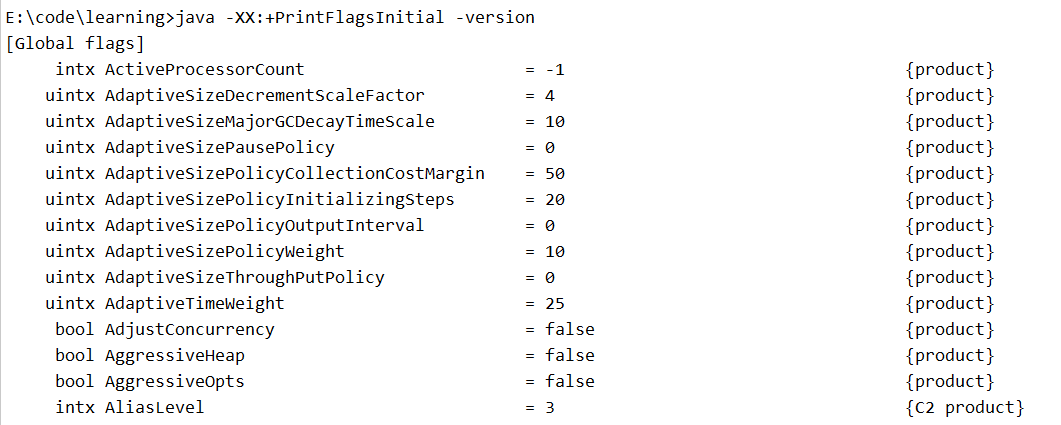 E:\code\learning>java -XX:+PrintFlagsInitial -version
[Global flags]
intx ActiveProcessorCount = -1 {product}
uintx AdaptiveSizeDecrementScaleFactor = 4 {product}
uintx AdaptiveSizeMajorGCDecayTimeScale = 10 {product}
uintx AdaptiveSizePausePolicy = 0 {product}
uintx AdaptiveSizePolicyCollectionCostMargin = 50 {product}
uintx AdaptiveSizePolicyInitializingSteps = 20 {product}
uintx AdaptiveSizePolicyOutputInterval = 0 {product}
uintx AdaptiveSizePolicyWeight = 10 {product}
uintx AdaptiveSizeThroughPutPolicy = 0 {product}
uintx AdaptiveTimeWeight = 25 {product}
bool AdjustConcurrency = false {product}
bool AggressiveHeap = false {product}
bool AggressiveOpts = false {product}
intx AliasLevel = 3 {C2 product}